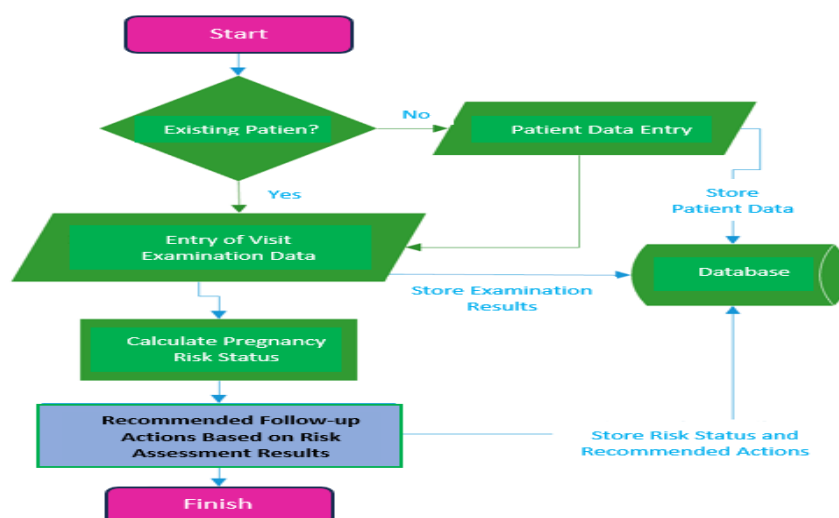 Start
Existing Patien?
No
Patient Data Entry
Yes
Store
Patient Data
Entry of Visit
Examination Data
Database
Store Examination
Results
Calculate Pregnancy
Risk Status
Recommended Follow-up
Actions Based on Risk
Assessment Results
Store Risk Status and
Recommended Actions
Finish